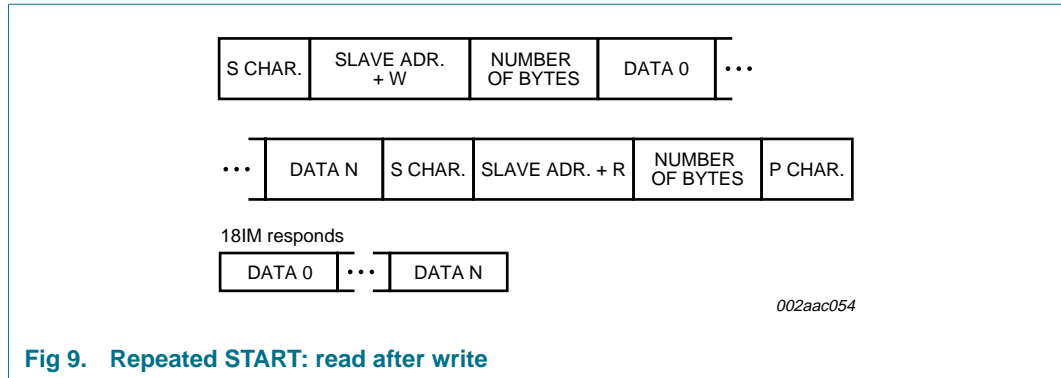 S CHAR. SLAVE ADR. + W NUMBER OF BYTES DATA 0 •••
••• DATA N S CHAR. SLAVE ADR. + R NUMBER OF BYTES P CHAR.
18IM responds
DATA 0 ••• DATA N
002aac054
Fig 9. Repeated START: read after write